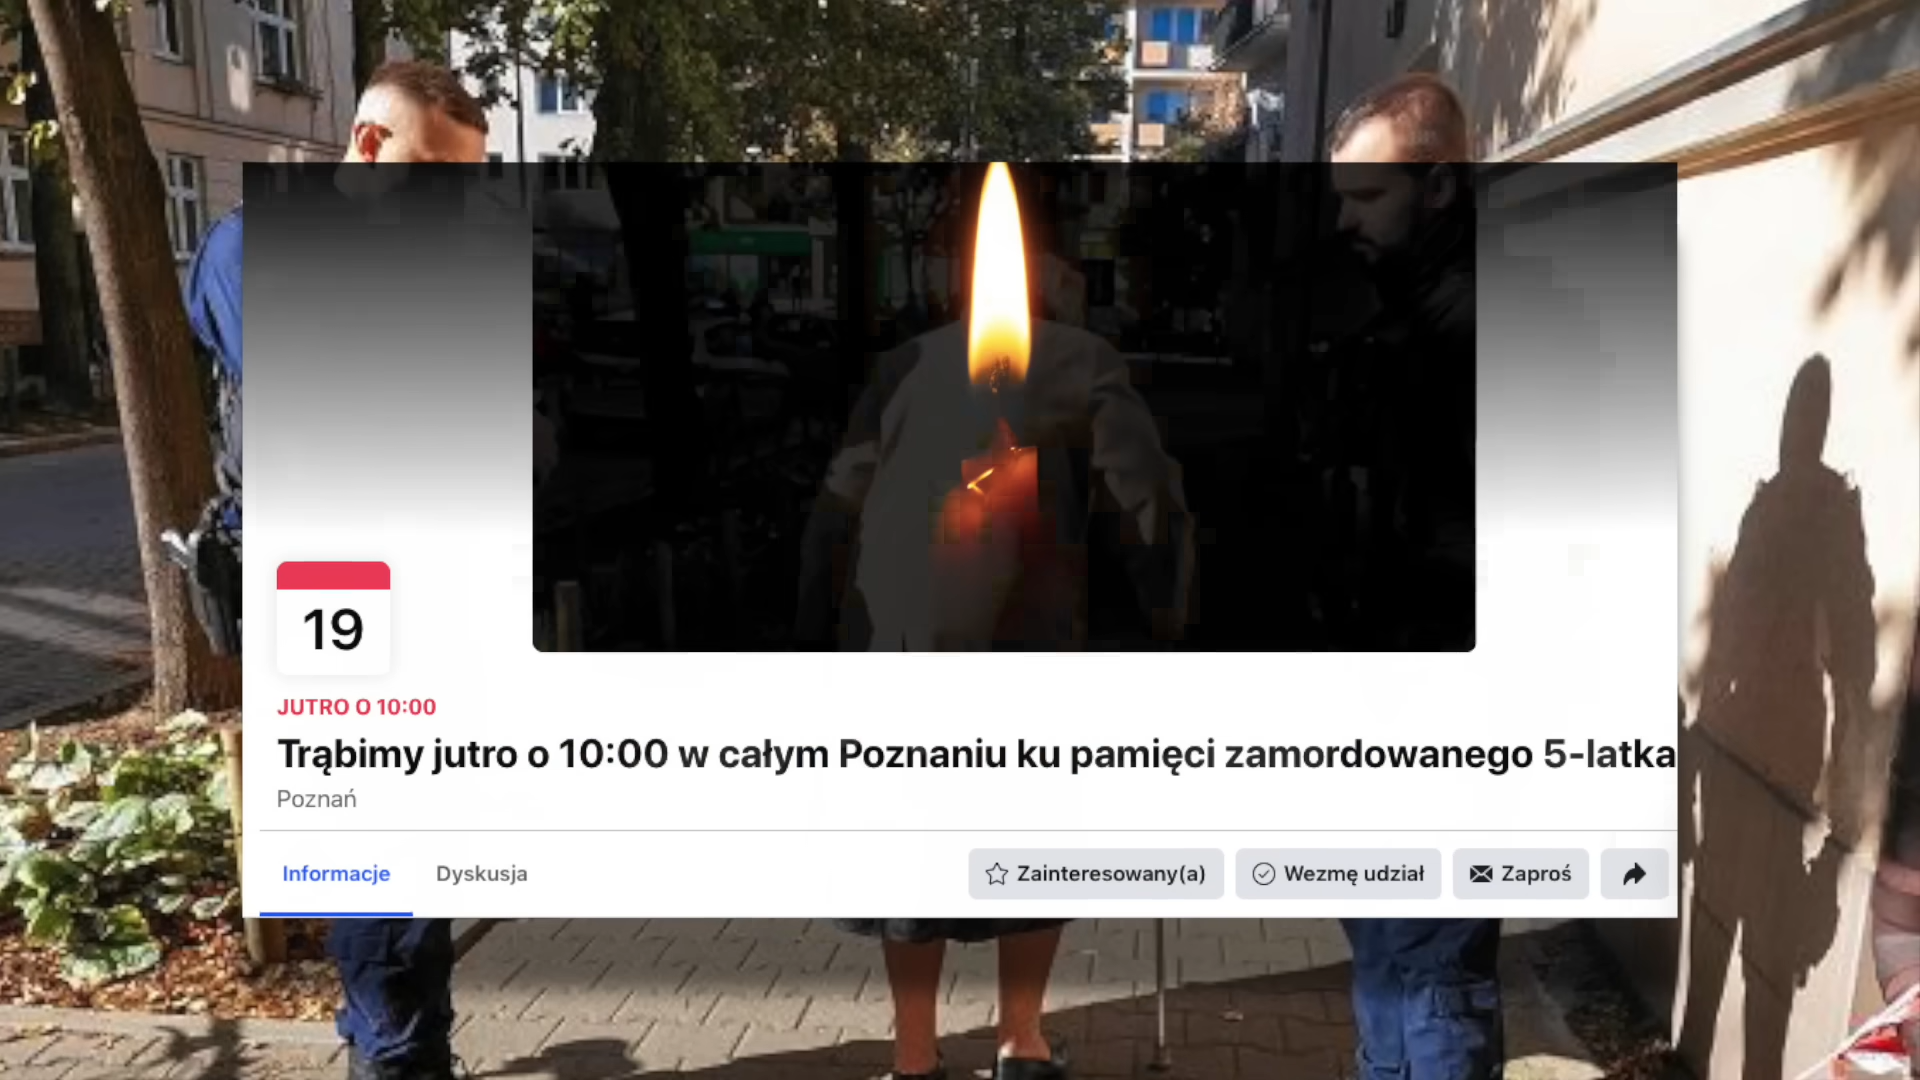 19
JUTRO O 10:00
Trąbimy jutro o 10:00 w całym Poznaniu ku pamięci zamordowanego 5-latka
Poznań
Informacje
Dyskusja
Zainteresowany(a)
Wezmę udział
Zaproś